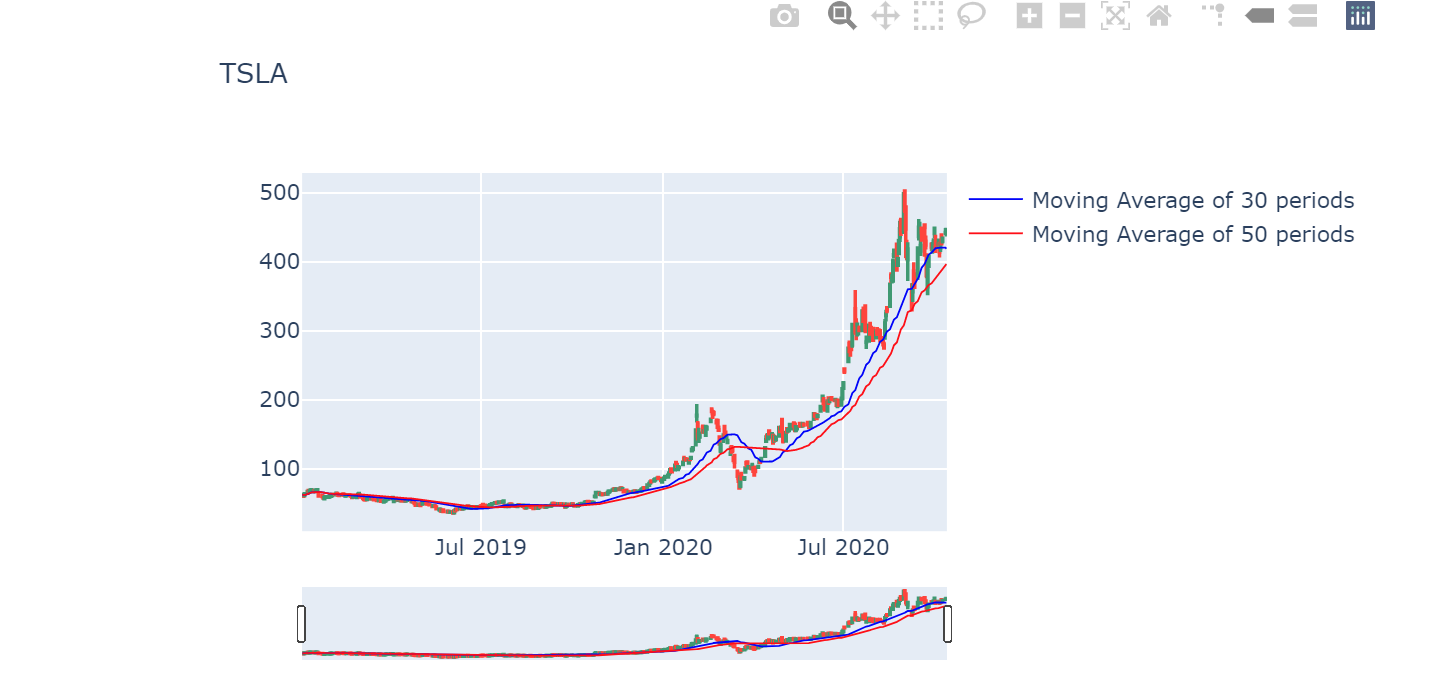 TSLA
500
400
300
200
100
Jul 2019
Jan 2020
Jul 2020
Moving Average of 30 periods
Moving Average of 50 periods